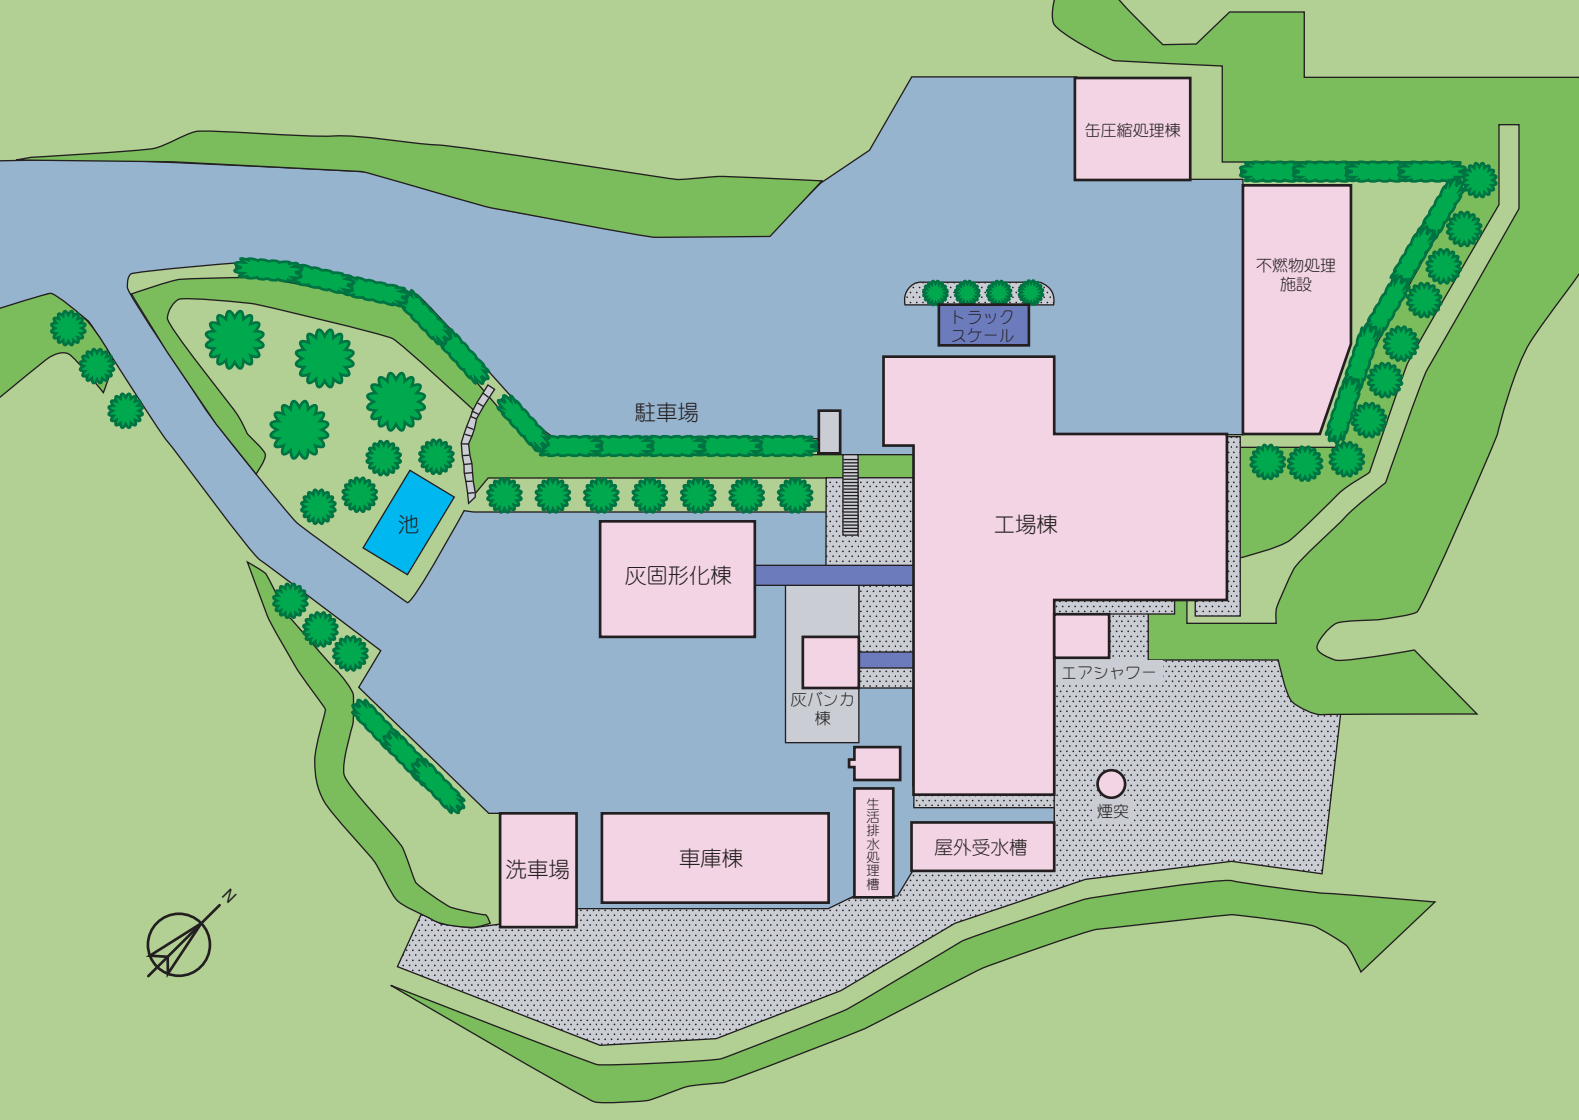 缶圧縮処理棟
不燃物処理
施設
トラック
スケール
駐車場
工場棟
池
灰固形化棟
エアシャワー
灰バンカ
棟
煙突
生活排水処理槽
屋外受水槽
車庫棟
洗車場
N